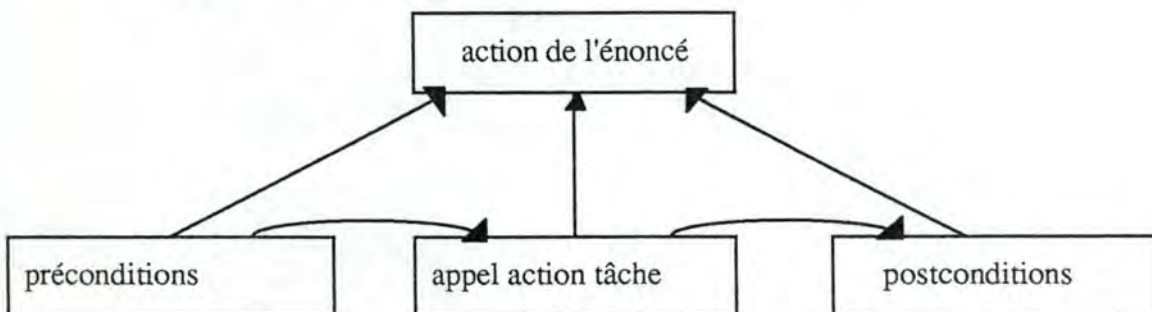 action de l'énoncé
préconditions
appel action tâche
postconditions